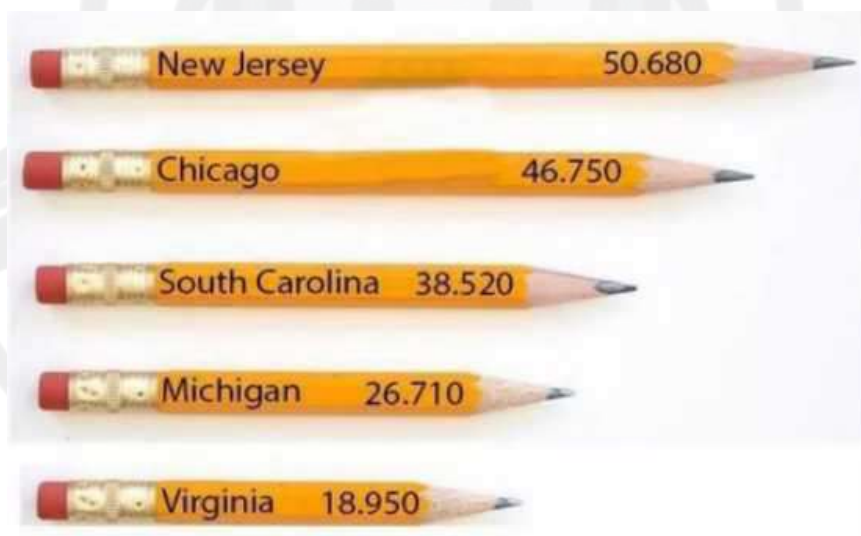 New Jersey 50.680
Chicago 46.750
South Carolina 38.520
Michigan 26.710
Virginia 18.950